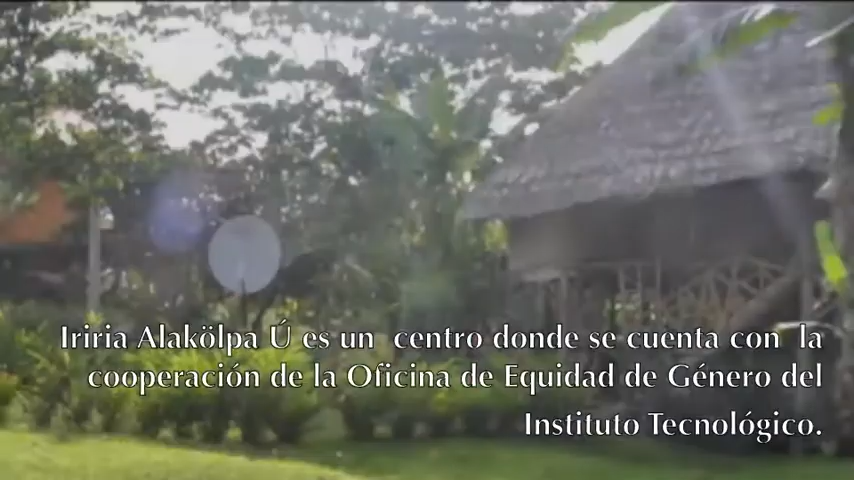 Iriria Alakölpa Ú es un centro donde se cuenta con la
cooperación de la Oficina de Equidad de Género del
Instituto Tecnológico.